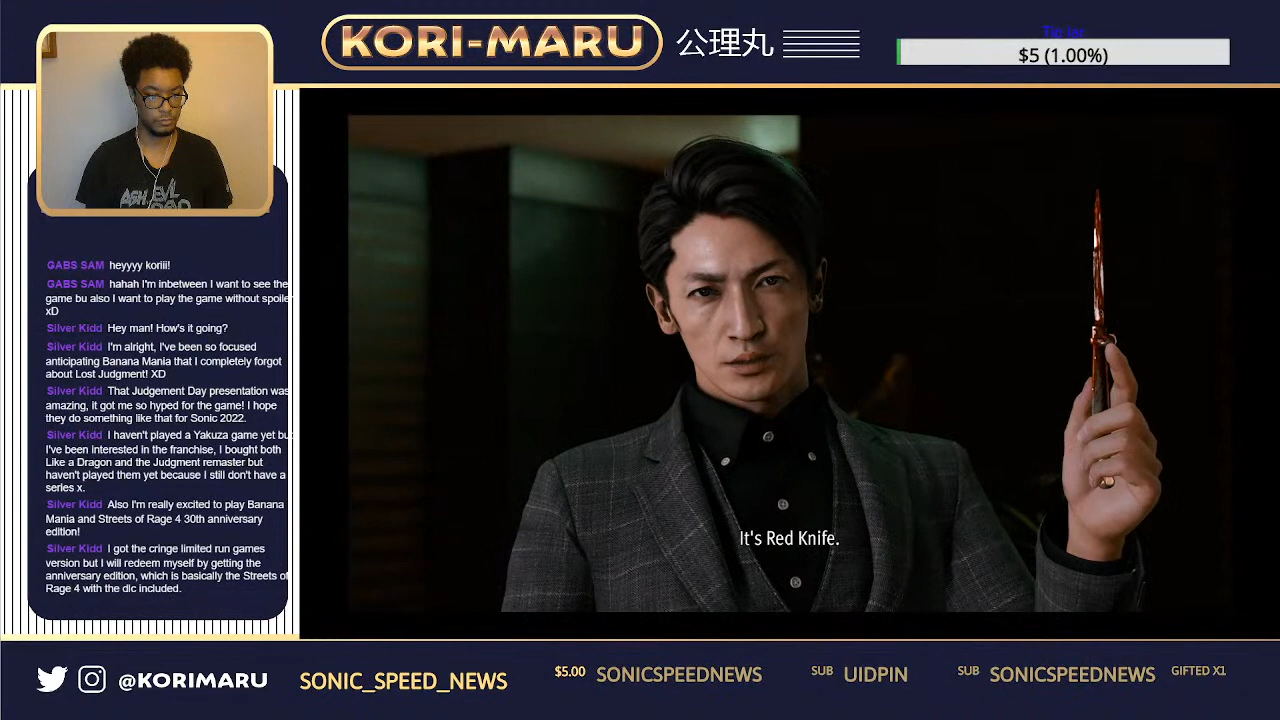 KORI-MARU
公理丸
Tip jar
$5 (1.00%)
ASH EVIL
GABS SAM heyyyy koriii!
GABS SAM hahah I'm inbetween I want to see the
game bu also I want to play the game without spoiler
xD
Silver Kidd Hey man! How's it going?
Silver Kidd I'm alright, I've been so focused
anticipating Banana Mania that I completely forgot
about Lost Judgment! XD
Silver Kidd That Judgement Day presentation was
amazing, it got me so hyped for the game! I hope
they do something like that for Sonic 2022.
Silver Kidd I haven't played a Yakuza game yet but
I've been interested in the franchise, I bought both
Like a Dragon and the Judgment remaster but
haven't played them yet because I still don't have a
series x.
Silver Kidd Also I'm really excited to play Banana
Mania and Streets of Rage 4 30th anniversary
edition!
Silver Kidd I got the cringe limited run games
version but I will redeem myself by getting the
anniversary edition, which is basically the Streets of
Rage 4 with the dlc included.
It's Red Knife.
@KORIMARU
SONIC_SPEED_NEWS
$5.00 SONICSPEEDNEWS
SUB UIDPIN
SUB SONICSPEEDNEWS GIFTED X1